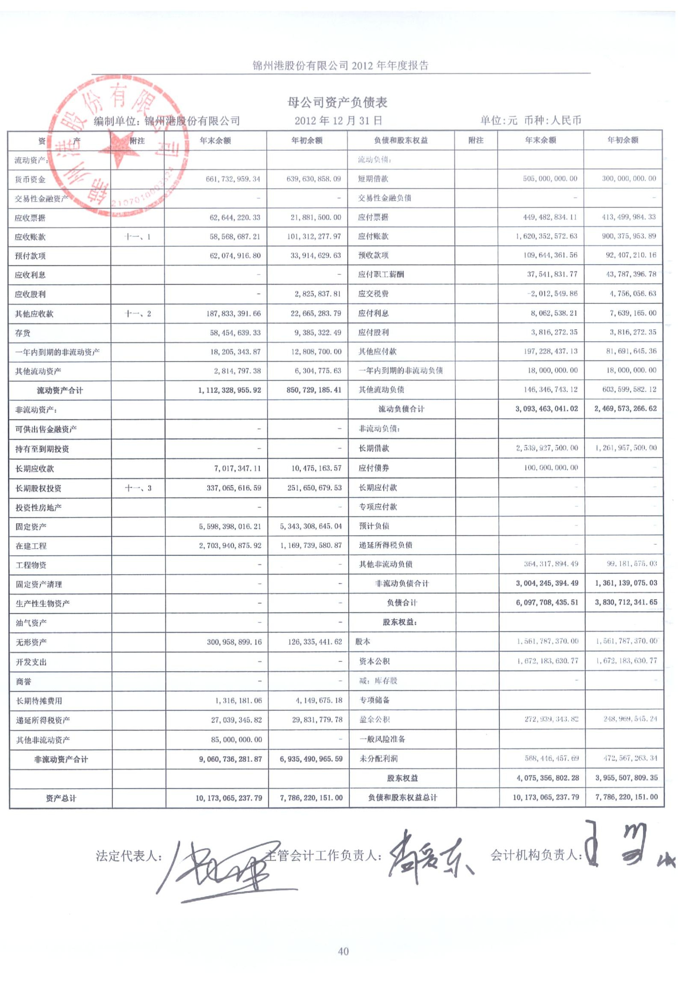 锦州港股份有限公司 2012 年年度报告
母公司资产负债表
编制单位：锦州港股份有限公司 2012 年 12 月 31 日 单位:元 币种:人民币
锦州港股份有限公司
资 产 附注 年末余额 年初余额 负债和股东权益 附注 年末余额 年初余额
流动资产: 流动负债:
货币资金 661,732,959.34 639,630,858.09 短期借款 505,000,000.00 300,000,000.00
交易性金融资产 - - 交易性金融负债 - -
应收票据 62,644,220.33 21,881,500.00 应付票据 449,482,834.11 413,499,984.33
应收账款 十一、1 58,568,687.21 101,312,277.97 应付账款 1,620,352,572.63 900,375,953.89
预付款项 62,074,916.80 33,914,629.63 预收款项 109,644,361.56 92,407,210.16
应收利息 - - 应付职工薪酬 37,541,831.77 43,787,396.78
应收股利 - 2,825,837.81 应交税费 -2,012,549.86 4,756,056.63
其他应收款 十一、2 187,833,391.66 22,665,283.79 应付利息 8,062,538.21 7,639,165.00
存货 58,454,639.33 9,385,322.49 应付股利 3,816,272.35 3,816,272.35
一年内到期的非流动资产 18,205,343.87 12,808,700.00 其他应付款 197,228,437.13 81,691,645.36
其他流动资产 2,814,797.38 6,304,775.63 一年内到期的非流动负债 18,000,000.00 18,000,000.00
流动资产合计 1,112,328,955.92 850,729,185.41 其他流动负债 146,346,743.12 603,599,582.12
非流动资产: 流动负债合计 3,093,463,041.02 2,469,573,266.62
可供出售金融资产 - - 非流动负债:
持有至到期投资 - - 长期借款 2,539,927,500.00 1,261,957,500.00
长期应收款 7,017,347.11 10,475,163.57 应付债券 100,000,000.00 -
长期股权投资 十一、3 337,065,616.59 251,650,679.53 长期应付款 - -
投资性房地产 - - 专项应付款 - -
固定资产 5,598,398,016.21 5,343,308,645.04 预计负债 - -
在建工程 2,703,940,875.92 1,169,739,580.87 递延所得税负债 - -
工程物资 - - 其他非流动负债 364,317,894.49 99,181,575.03
固定资产清理 - - 非流动负债合计 3,004,245,394.49 1,361,139,075.03
生产性生物资产 - - 负债合计 6,097,708,435.51 3,830,712,341.65
油气资产 - - 股东权益:
无形资产 300,958,899.16 126,335,441.62 股本 1,561,787,370.00 1,561,787,370.00
开发支出 - - 资本公积 1,672,183,630.77 1,672,183,630.77
商誉 - - 减: 库存股 - -
长期待摊费用 1,316,181.06 4,149,675.18 专项储备
递延所得税资产 27,039,345.82 29,831,779.78 盈余公积 272,939,343.82 248,969,545.24
其他非流动资产 85,000,000.00 - 一般风险准备
非流动资产合计 9,060,736,281.87 6,935,490,965.59 未分配利润 568,446,457.69 472,567,263.34
股东权益 4,075,356,802.28 3,955,507,809.35
资产总计 10,173,065,237.79 7,786,220,151.00 负债和股东权益总计 10,173,065,237.79 7,786,220,151.00
法定代表人: 主管会计工作负责人: 会计机构负责人:
40